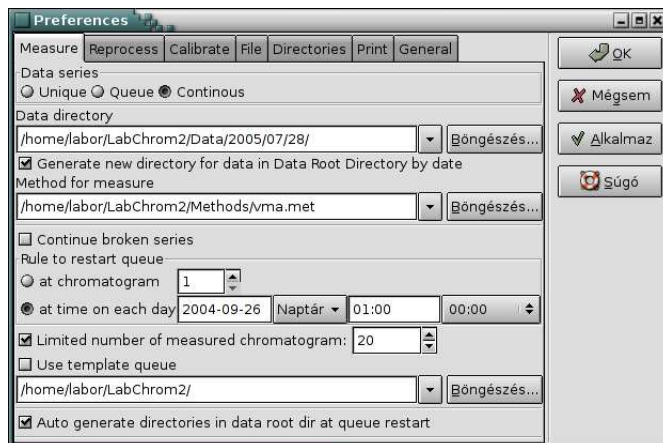 Preferences
Measure Reprocess Calibrate File Directories Print General
Data series
Unique Queue Continous
Data directory
/home/labor/LabChrom2/Data/2005/07/28/ Böngészés...
Generate new directory for data in Data Root Directory by date
Method for measure
/home/labor/LabChrom2/Methods/vma.met Böngészés...
Continue broken series
Rule to restart queue
at chromatogram 1
at time on each day 2004-09-26 Naptár 01:00 00:00
Limited number of measured chromatogram: 20
Use template queue
/home/labor/LabChrom2/ Böngészés...
Auto generate directories in data root dir at queue restart
OK
Mégsem
Alkalmaz
Súgó